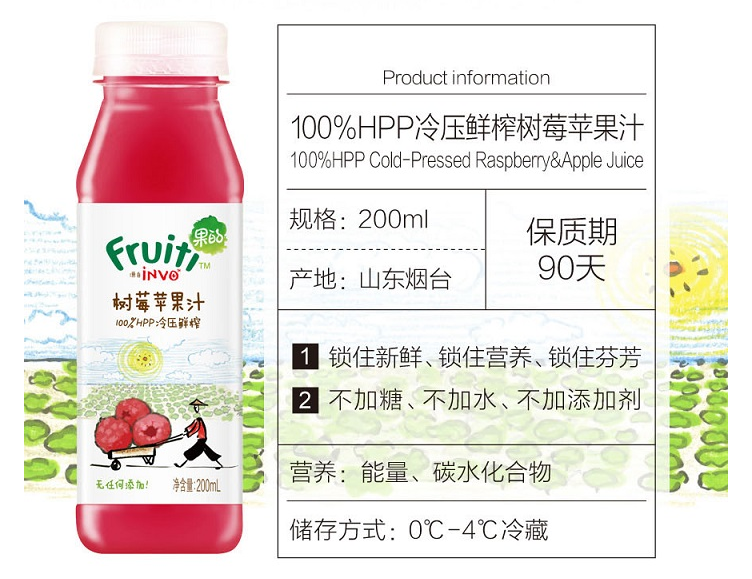 Fruiti
果的
TM
源自 INVO
树莓苹果汁
100%HPP冷压鲜榨
无任何添加!
净含量:200mL
Product information
100%HPP冷压鲜榨树莓苹果汁
100%HPP Cold-Pressed Raspberry&Apple Juice
规格: 200ml
产地: 山东烟台
保质期
90天
1 锁住新鲜、锁住营养、锁住芬芳
2 不加糖、不加水、不加添加剂
营养: 能量、碳水化合物
储存方式: 0℃-4℃冷藏